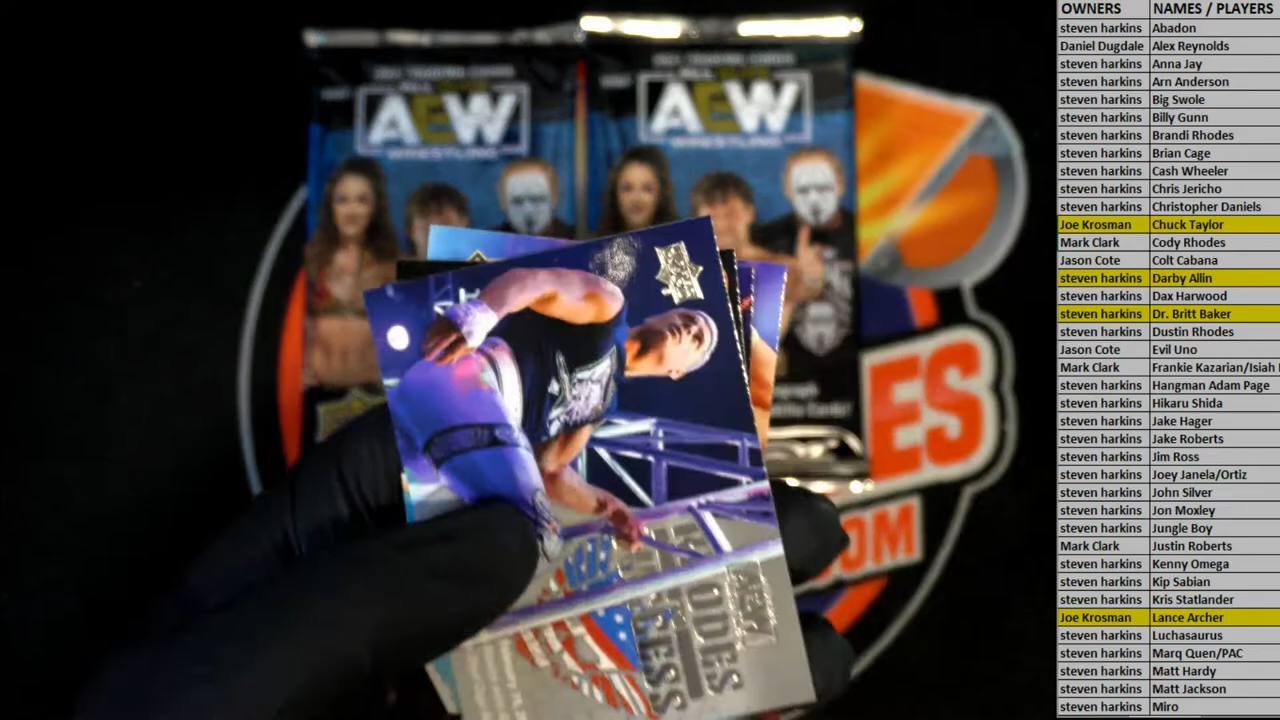 AEW
WRESTLING
AEW
WRESTLING
ES
OM
OWNERS NAMES / PLAYERS
steven harkins Abadon
Daniel Dugdale Alex Reynolds
steven harkins Anna Jay
steven harkins Arn Anderson
steven harkins Big Swole
steven harkins Billy Gunn
steven harkins Brandi Rhodes
steven harkins Brian Cage
steven harkins Cash Wheeler
steven harkins Chris Jericho
steven harkins Christopher Daniels
Joe Krosman Chuck Taylor
Mark Clark Cody Rhodes
Jason Cote Colt Cabana
steven harkins Darby Allin
steven harkins Dax Harwood
steven harkins Dr. Britt Baker
steven harkins Dustin Rhodes
Jason Cote Evil Uno
Mark Clark Frankie Kazarian/Isiah
steven harkins Hangman Adam Page
steven harkins Hikaru Shida
steven harkins Jake Hager
steven harkins Jake Roberts
steven harkins Jim Ross
steven harkins Joey Janela/Ortiz
steven harkins John Silver
steven harkins Jon Moxley
steven harkins Jungle Boy
Mark Clark Justin Roberts
steven harkins Kenny Omega
steven harkins Kip Sabian
steven harkins Kris Statlander
Joe Krosman Lance Archer
steven harkins Luchasaurus
steven harkins Marq Quen/PAC
steven harkins Matt Hardy
steven harkins Matt Jackson
steven harkins Miro